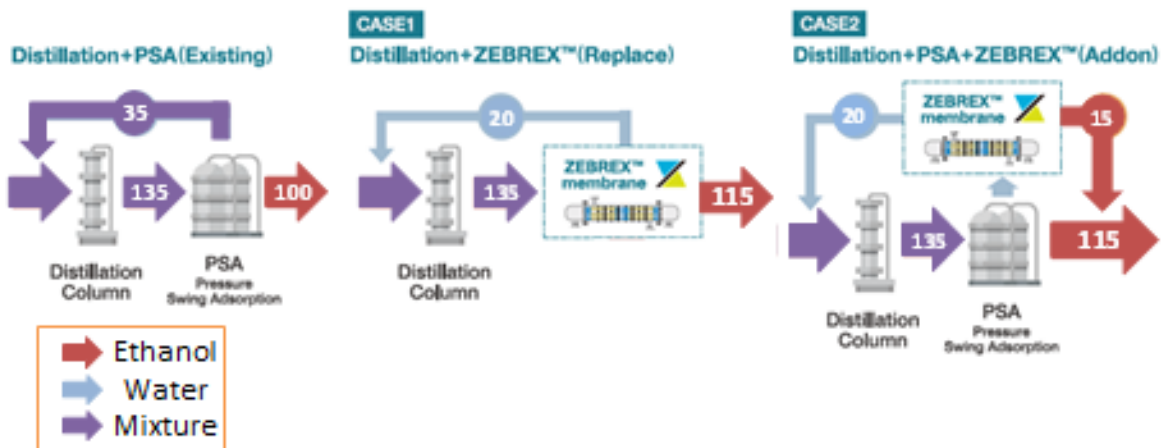 Distillation+PSA(Existing)
35
135
100
Distillation
Column
PSA
Pressure
Swing Adsorption
CASE1
Distillation+ZEBREX™(Replace)
20
135
ZEBREX™
membrane
115
Distillation
Column
CASE2
Distillation+PSA+ZEBREX™(Addon)
20
ZEBREX™
membrane
15
135
115
Distillation
Column
PSA
Pressure
Swing Adsorption
Ethanol
Water
Mixture